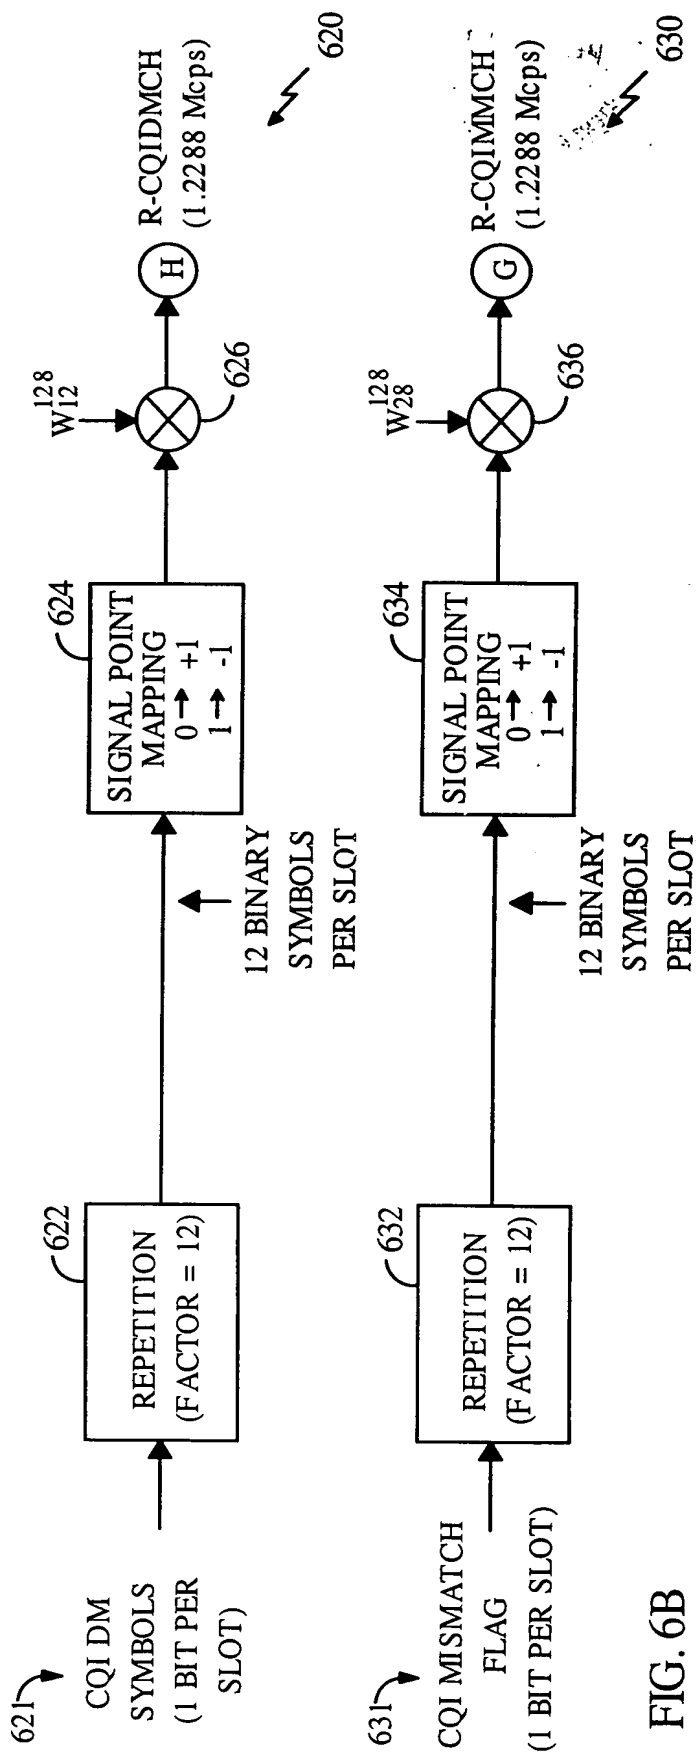 621
CQI DM
SYMBOLS
(1 BIT PER
SLOT)
622
REPETITION
(FACTOR = 12)
12 BINARY
SYMBOLS
PER SLOT
624
SIGNAL POINT
MAPPING
0→ +1
1→ -1
W 128 12
626
H
R-CQIDMCH
(1.2288 Mcps)
620
631
CQI MISMATCH
FLAG
(1 BIT PER SLOT)
632
REPETITION
(FACTOR = 12)
12 BINARY
SYMBOLS
PER SLOT
634
SIGNAL POINT
MAPPING
0→ +1
1→ -1
W 128 28
636
G
R-CQIMMCH
(1.2288 Mcps)
630
FIG. 6B